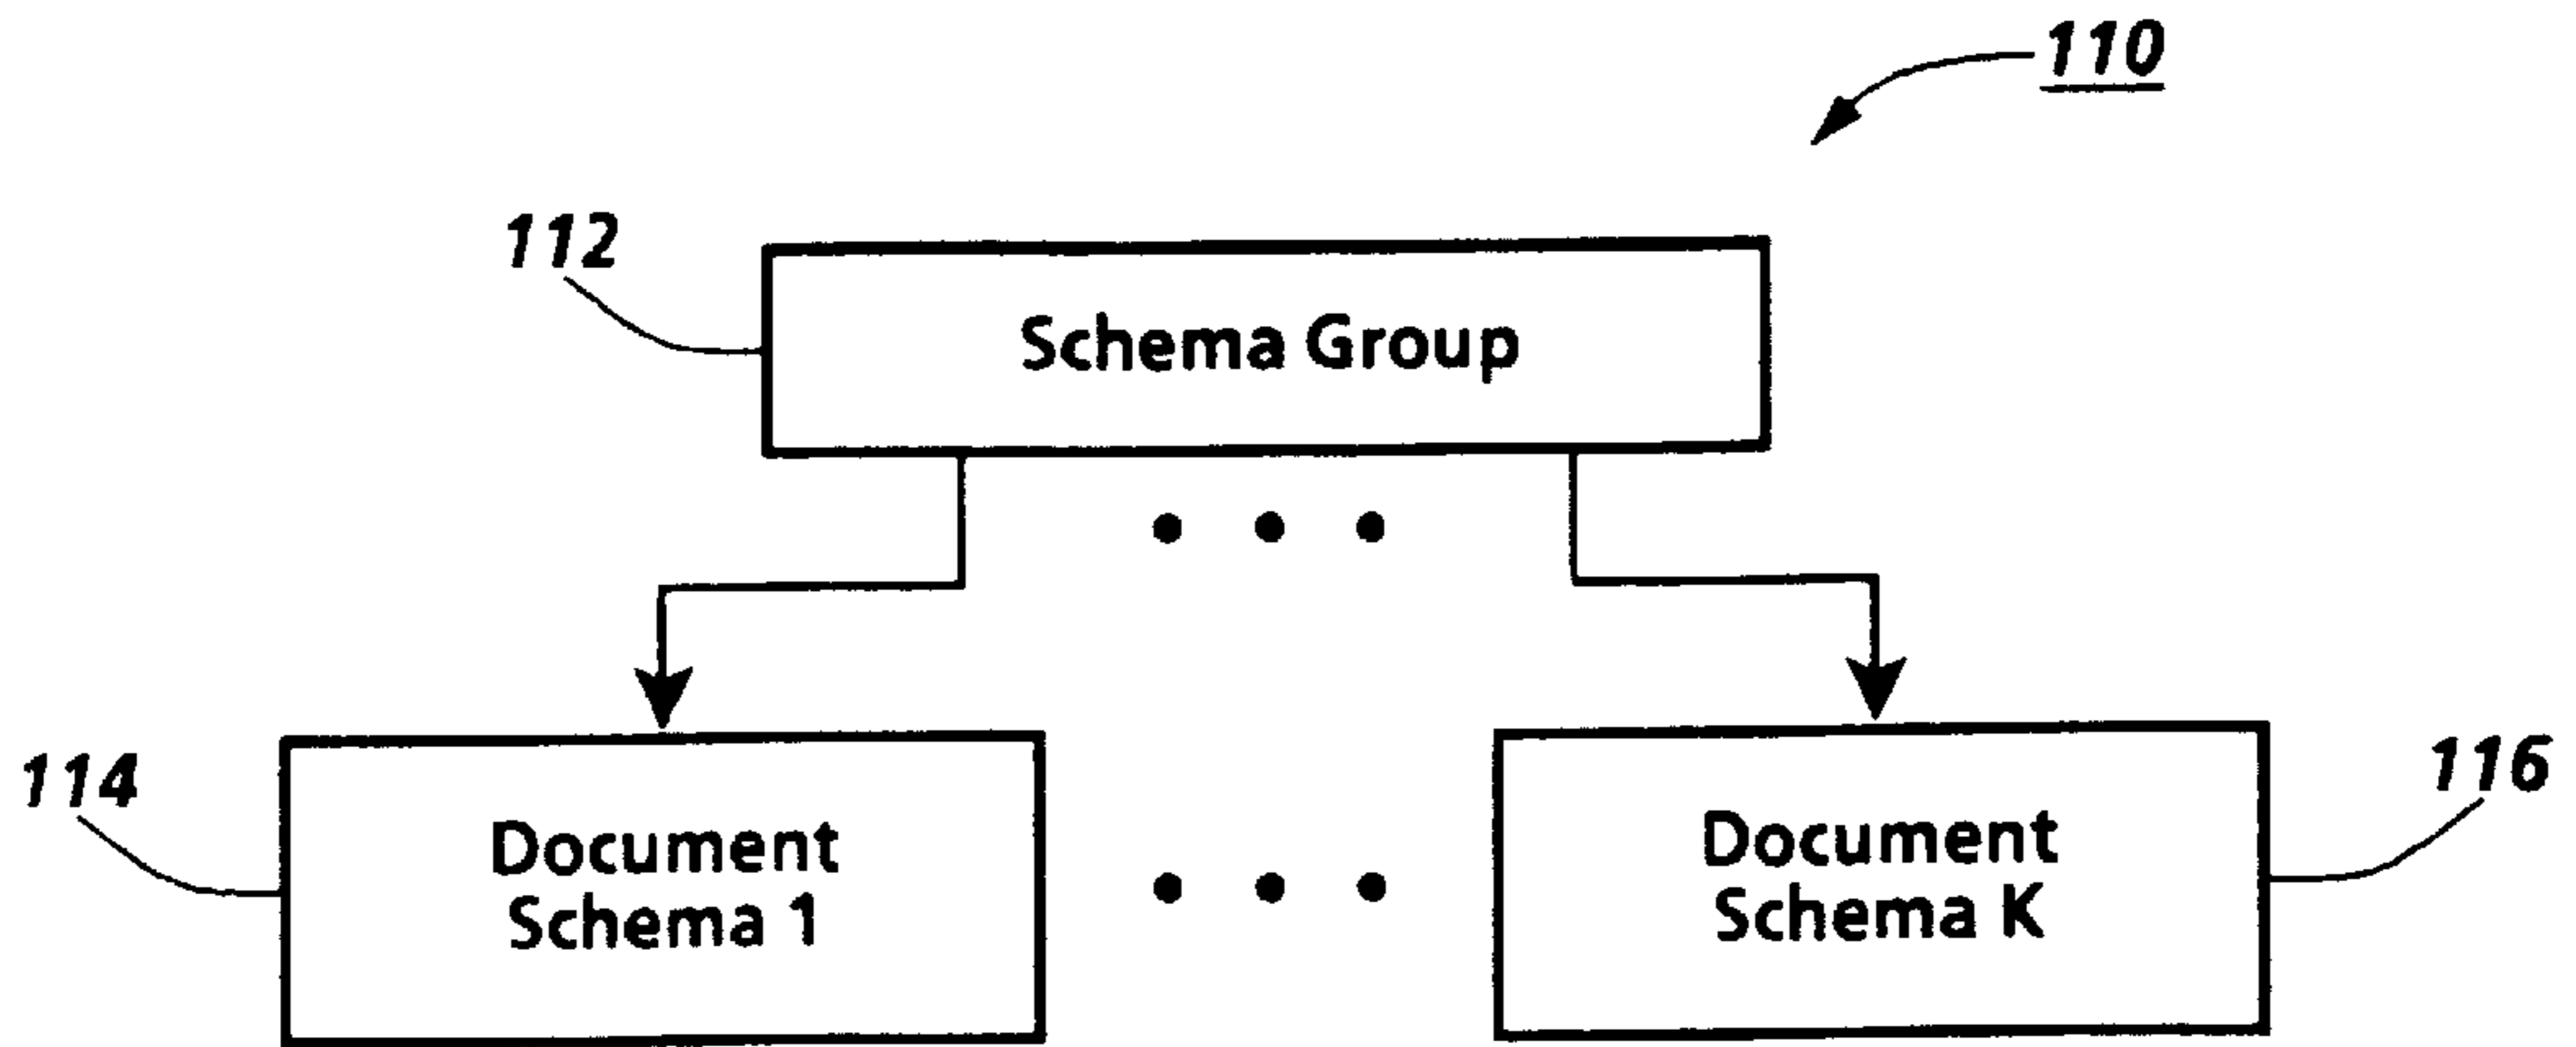 110
112
Schema Group
114
Document
Schema 1
Document
Schema K
116